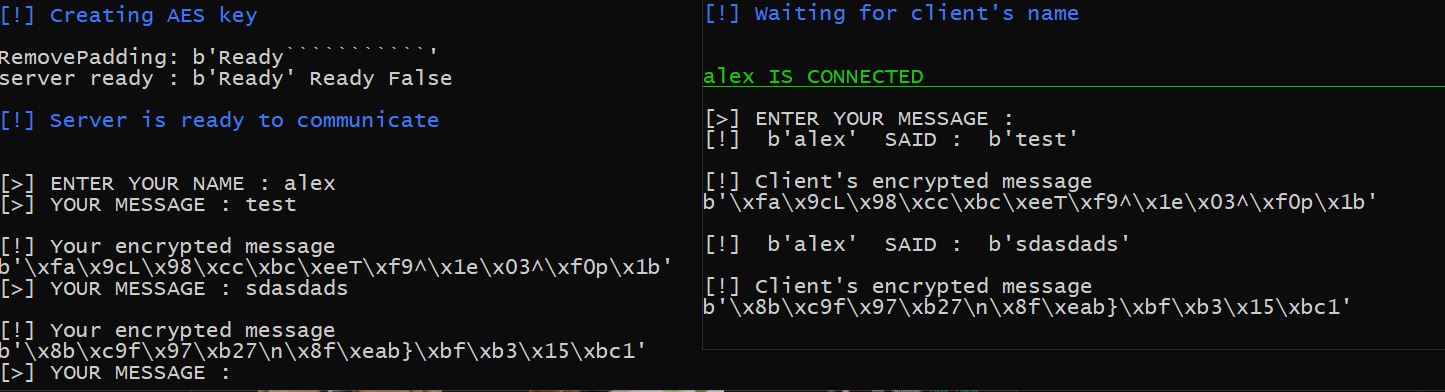 [!] Creating AES key
RemovePadding: b'Ready```````````'
server ready : b'Ready' Ready False
[!] Server is ready to communicate
[>] ENTER YOUR NAME : alex
[>] YOUR MESSAGE : test
[!] Your encrypted message
b'\xfa\x9cL\x98\xcc\xbc\xeeT\xf9^\x1e\x03^\xf0p\x1b'
[>] YOUR MESSAGE : sdasdads
[!] Your encrypted message
b'\x8b\xc9f\x97\xb27\n\x8f\xeab}\xbf\xb3\x15\xbc1'
[>] YOUR MESSAGE :
[!] Waiting for client's name
alex IS CONNECTED
[>] ENTER YOUR MESSAGE :
[!]  b'alex'  SAID :  b'test'
[!] Client's encrypted message
b'\xfa\x9cL\x98\xcc\xbc\xeeT\xf9^\x1e\x03^\xf0p\x1b'
[!]  b'alex'  SAID :  b'sdasdads'
[!] Client's encrypted message
b'\x8b\xc9f\x97\xb27\n\x8f\xeab}\xbf\xb3\x15\xbc1'